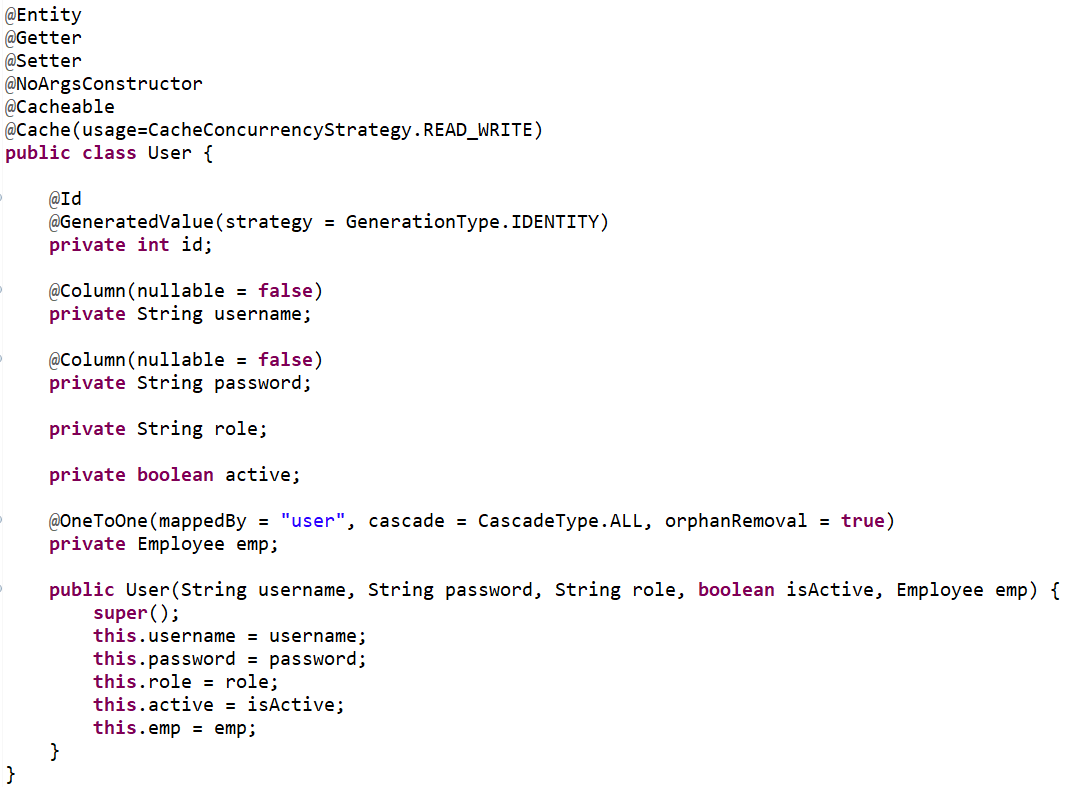 @Entity
@Getter
@Setter
@NoArgsConstructor
@Cacheable
@Cache(usage=CacheConcurrencyStrategy.READ_WRITE)
public class User {
    @Id
    @GeneratedValue(strategy = GenerationType.IDENTITY)
    private int id;
    @Column(nullable = false)
    private String username;
    @Column(nullable = false)
    private String password;
    private String role;
    private boolean active;
    @OneToOne(mappedBy = "user", cascade = CascadeType.ALL, orphanRemoval = true)
    private Employee emp;
    public User(String username, String password, String role, boolean isActive, Employee emp) {
        super();
        this.username = username;
        this.password = password;
        this.role = role;
        this.active = isActive;
        this.emp = emp;
    }
}